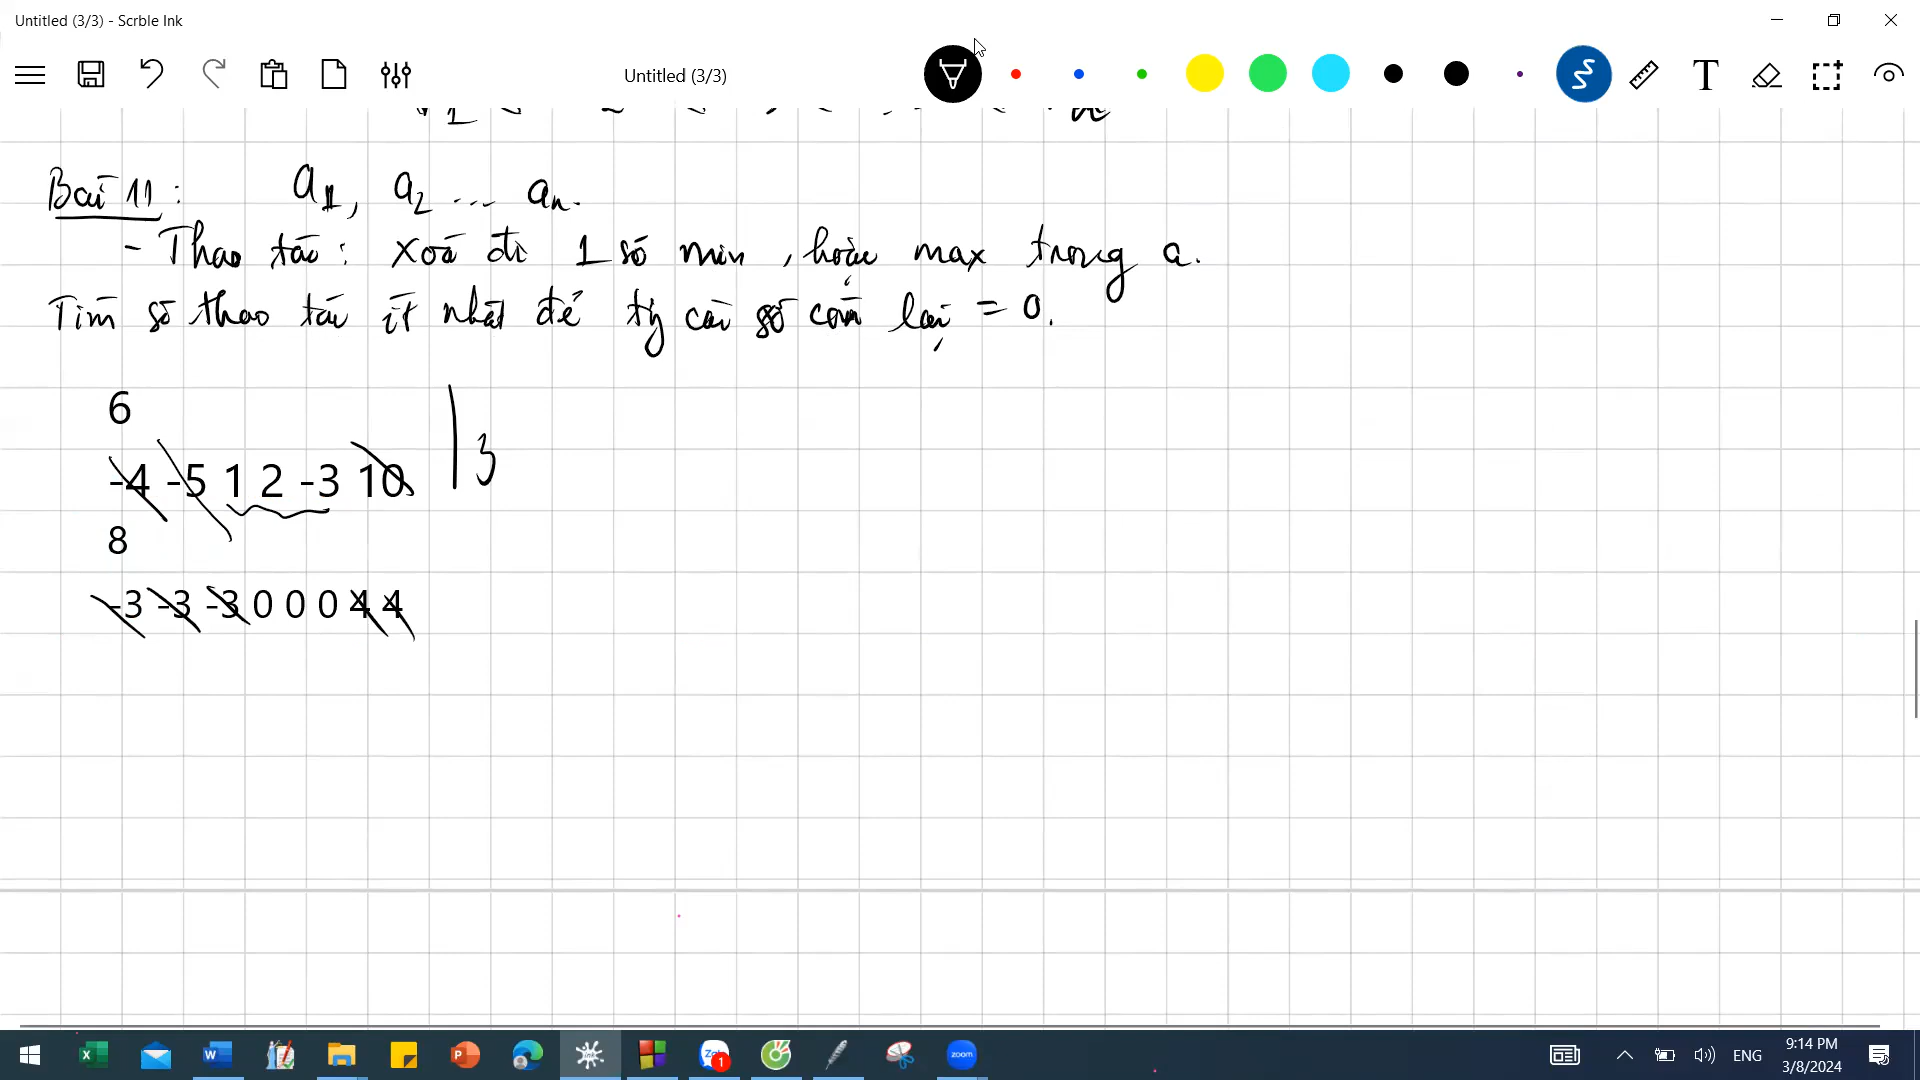 Untitled (3/3) - Scrble Ink
Untitled (3/3)
T
Bài 11: a1, a2 ... an.
- Thao tác: xoá đi 1 số min, hoặc max trong a.
Tìm số thao tác ít nhất để tg các số còn lại = 0.
6
-4 -5 1 2 -3 10 | 3
8
-3 -3 -3 0 0 0 4 4
zoom
ENG
9:14 PM
3/8/2024